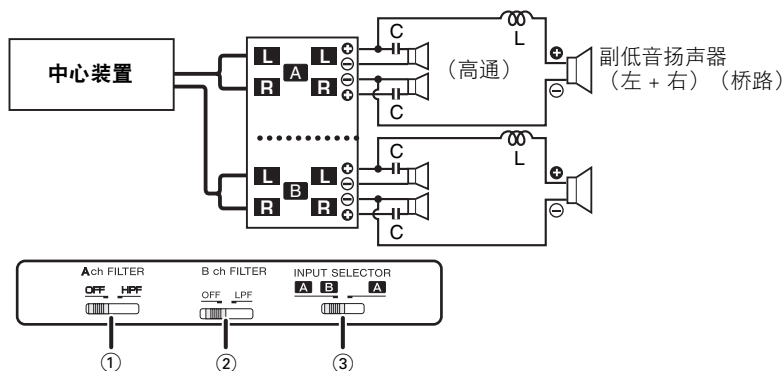 C
L
中心装置
L L ⊕
⊖
A
(高通)
副低音扬声器
R R ⊖
⊕
(左 + 右) (桥路)
⊕
⊖
C
C
L
L L ⊕
⊖
B
R R ⊖
⊕
⊕
⊖
C
A ch FILTER
OFF HPF
B ch FILTER
OFF LPF
INPUT SELECTOR
A B A
① ② ③